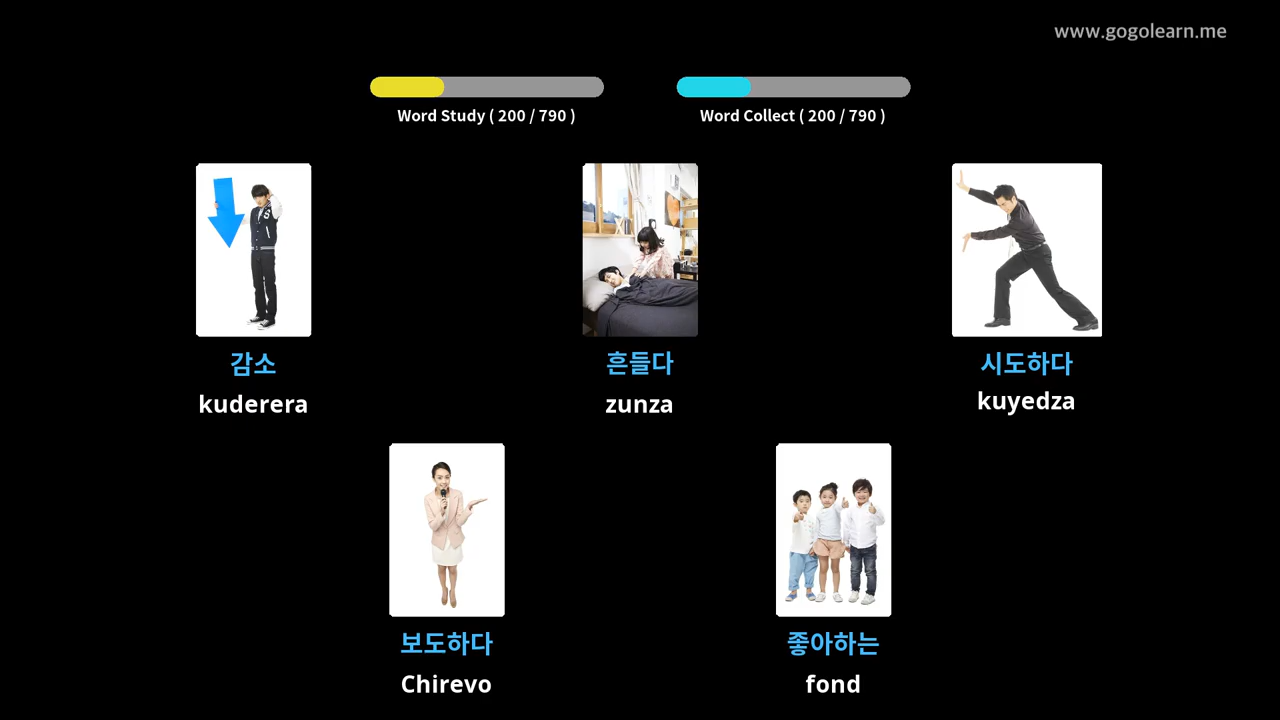 www.gogolearn.me
Word Study ( 200 / 790 )
Word Collect ( 200 / 790 )
감소
kuderera
흔들다
zunza
시도하다
kuyedza
보도하다
Chirevo
좋아하는
fond